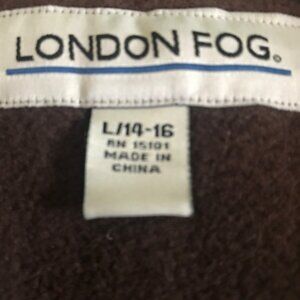 LONDON FOG®
L/14-16
RN 15101
MADE IN
CHINA